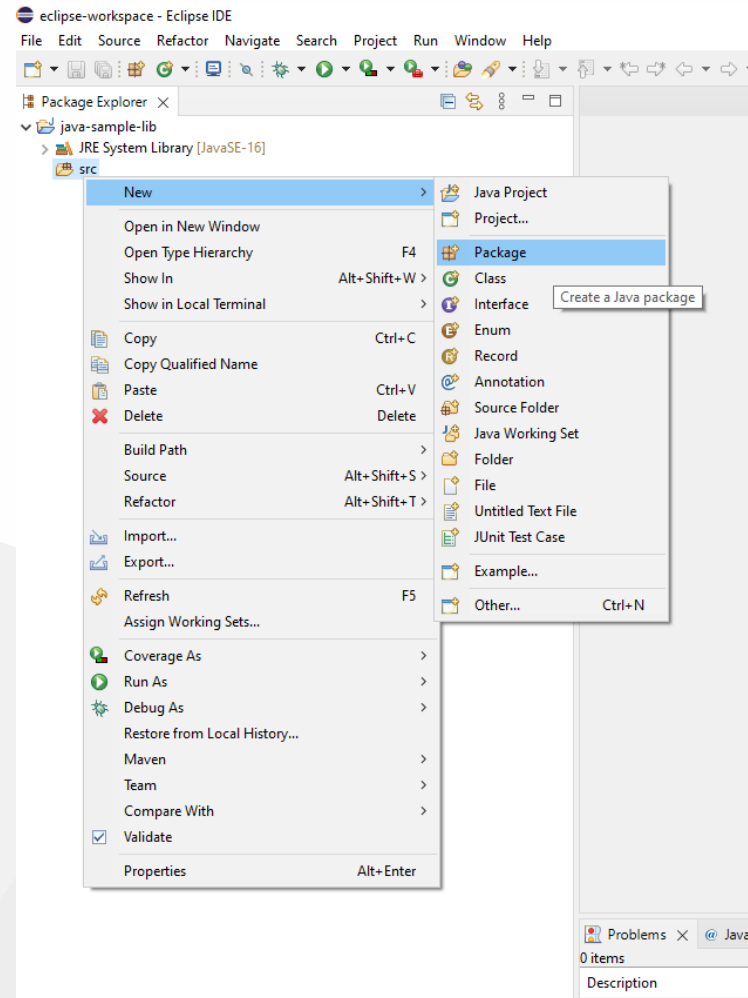 eclipse-workspace - Eclipse IDE
File Edit Source Refactor Navigate Search Project Run Window Help
Package Explorer
java-sample-lib
JRE System Library [JavaSE-16]
src
New
Open in New Window
Open Type Hierarchy F4
Show In Alt+Shift+W >
Show in Local Terminal
Copy Ctrl+C
Copy Qualified Name
Paste Ctrl+V
Delete Delete
Build Path
Source Alt+Shift+S >
Refactor Alt+Shift+T >
Import...
Export...
Refresh F5
Assign Working Sets...
Coverage As
Run As
Debug As
Restore from Local History...
Maven
Team
Compare With
Validate
Properties Alt+Enter
Java Project
Project...
Package
Class
Interface
Enum
Record
Annotation
Source Folder
Java Working Set
Folder
File
Untitled Text File
JUnit Test Case
Example...
Other... Ctrl+N
Create a Java package
Problems @ Java
0 items
Description